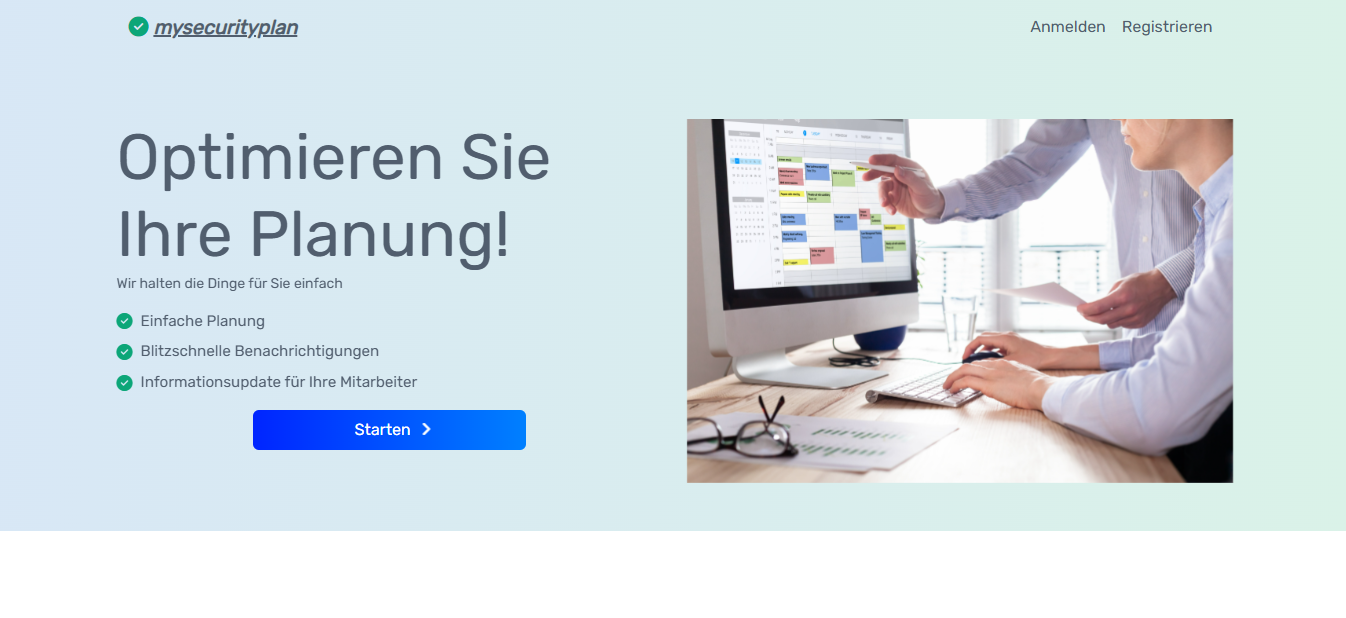 mysecurityplan
Anmelden Registrieren
Optimieren Sie
Ihre Planung!
Wir halten die Dinge für Sie einfach
Einfache Planung
Blitzschnelle Benachrichtigungen
Informationsupdate für Ihre Mitarbeiter
Starten